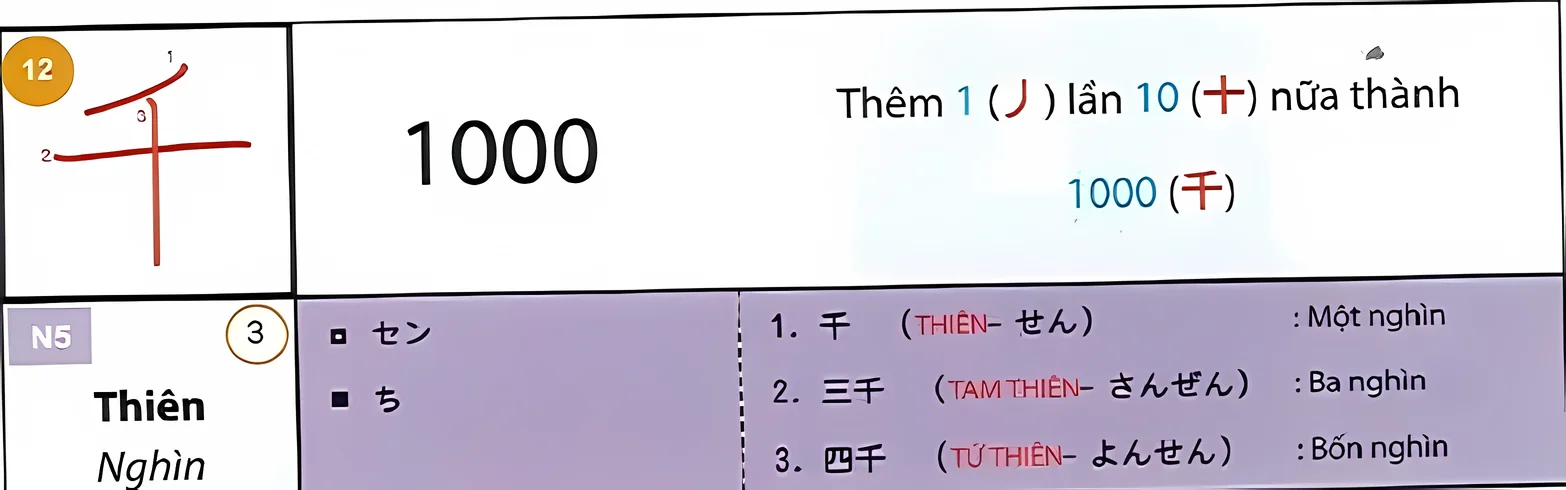 12
1
3
2
千
1000
Thêm 1 (丿) lần 10 (十) nữa thành
1000 (千)
N5
3
Thiên
Nghìn
セン
ち
1. 千 (THIÊN- せん) : Một nghìn
2. 三千 (TAM THIÊN- さんぜん) : Ba nghìn
3. 四千 (TỨ THIÊN- よんせん) : Bốn nghìn